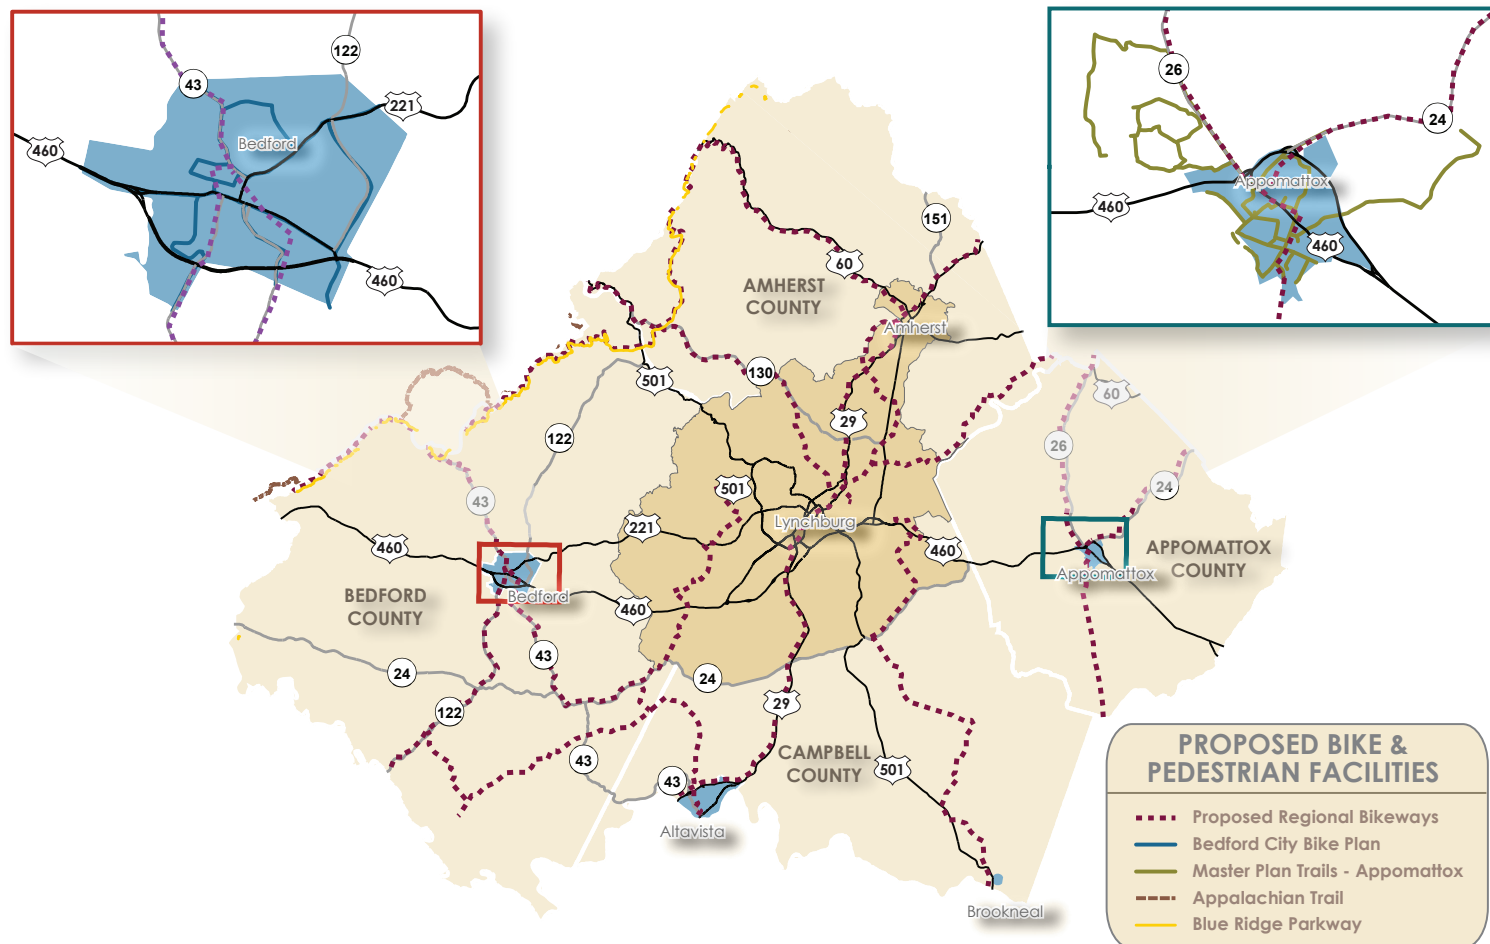 122
43
221
Bedford
460
460
26
24
Appomattox
460
460
151
60
AMHERST
COUNTY
Amherst
130
501
29
122
501
43
Lynchburg
221
460
460
460
Bedford
BEDFORD
COUNTY
60
26
24
APPOMATTOX
COUNTY
Appomattox
43
24
24
122
29
43
43
CAMPBELL
COUNTY
501
Altavista
Brookneal
PROPOSED BIKE &
PEDESTRIAN FACILITIES
Proposed Regional Bikeways
Bedford City Bike Plan
Master Plan Trails - Appomattox
Appalachian Trail
Blue Ridge Parkway